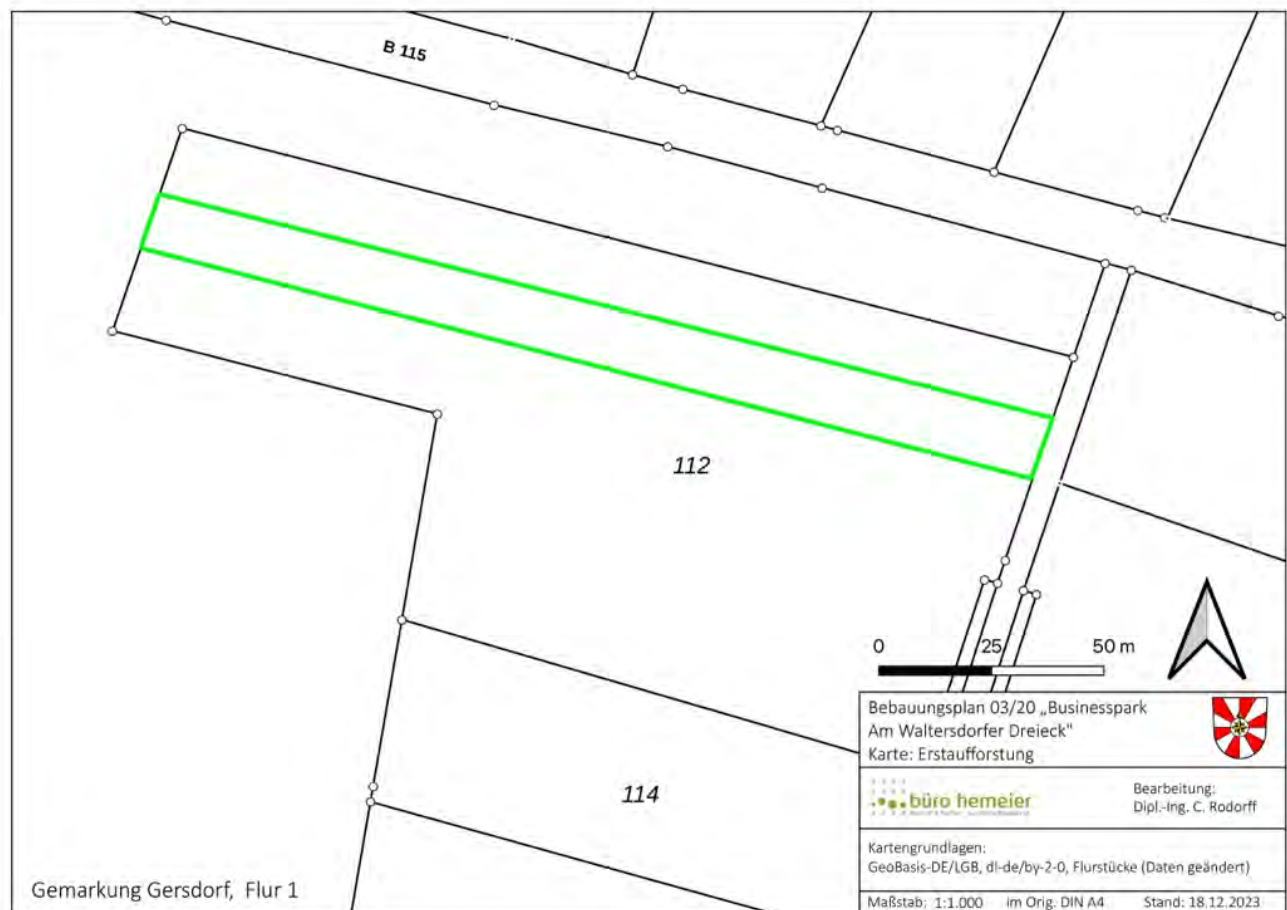 B 115
112
114
0 25 50 m
Bebauungsplan 03/20 „Businesspark
Am Waltersdorfer Dreieck"
Karte: Erstaufforstung
büro hemeier
Bearbeitung:
Dipl.-Ing. C. Rodorff
Kartengrundlagen:
GeoBasis-DE/LGB, dl-de/by-2-0, Flurstücke (Daten geändert)
Maßstab: 1:1.000 im Orig. DIN A4 Stand: 18.12.2023
Gemarkung Gersdorf, Flur 1